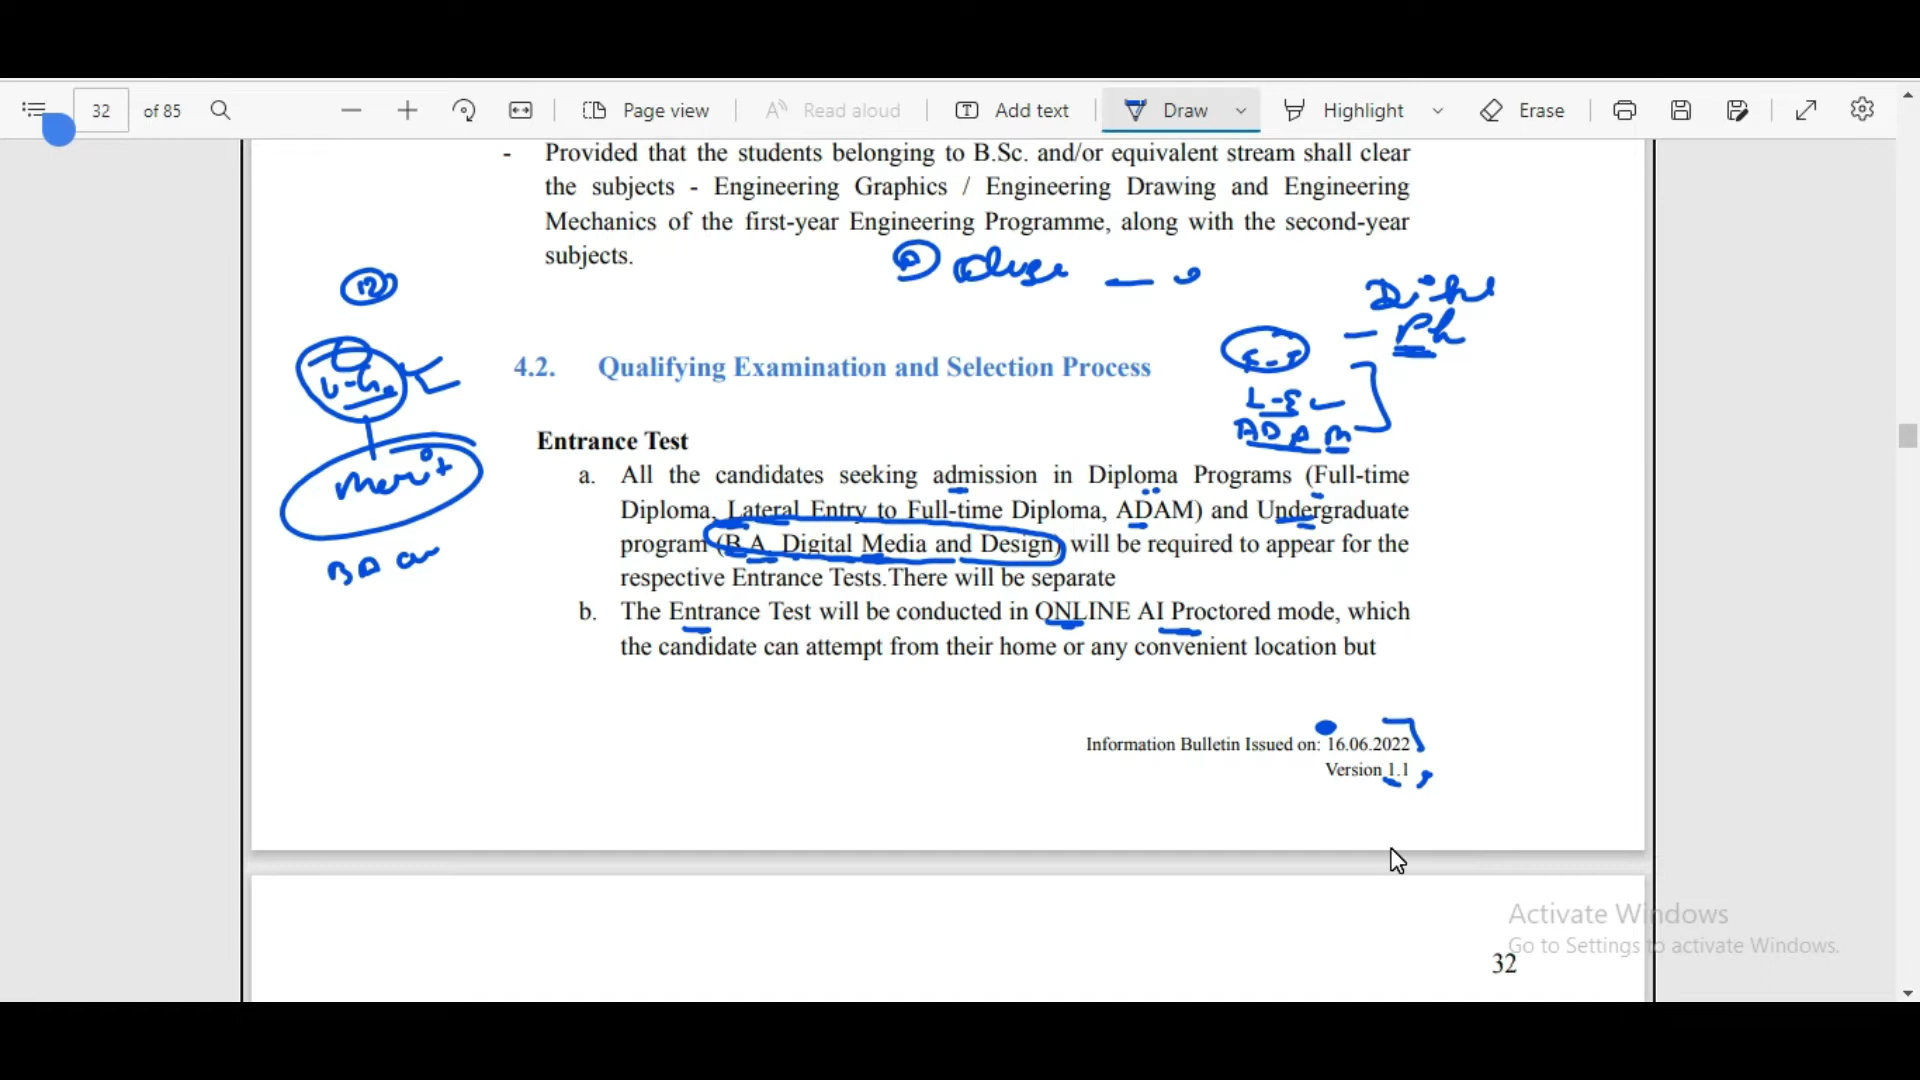 32 of 85 Page view Read aloud Add text Draw Highlight Erase
- Provided that the students belonging to B.Sc. and/or equivalent stream shall clear
the subjects - Engineering Graphics / Engineering Drawing and Engineering
Mechanics of the first-year Engineering Programme, along with the second-year
subjects.
12
4.2. Qualifying Examination and Selection Process
L-E
ADAM
Merit
Entrance Test
a. All the candidates seeking admission in Diploma Programs (Full-time
Diploma, Lateral Entry to Full-time Diploma, ADAM) and Undergraduate
program (B.A. Digital Media and Design) will be required to appear for the
respective Entrance Tests.There will be separate
b. The Entrance Test will be conducted in ONLINE AI Proctored mode, which
the candidate can attempt from their home or any convenient location but
Information Bulletin Issued on: 16.06.2022
Version 1.1
Activate Windows
Go to Settings to activate Windows.
32